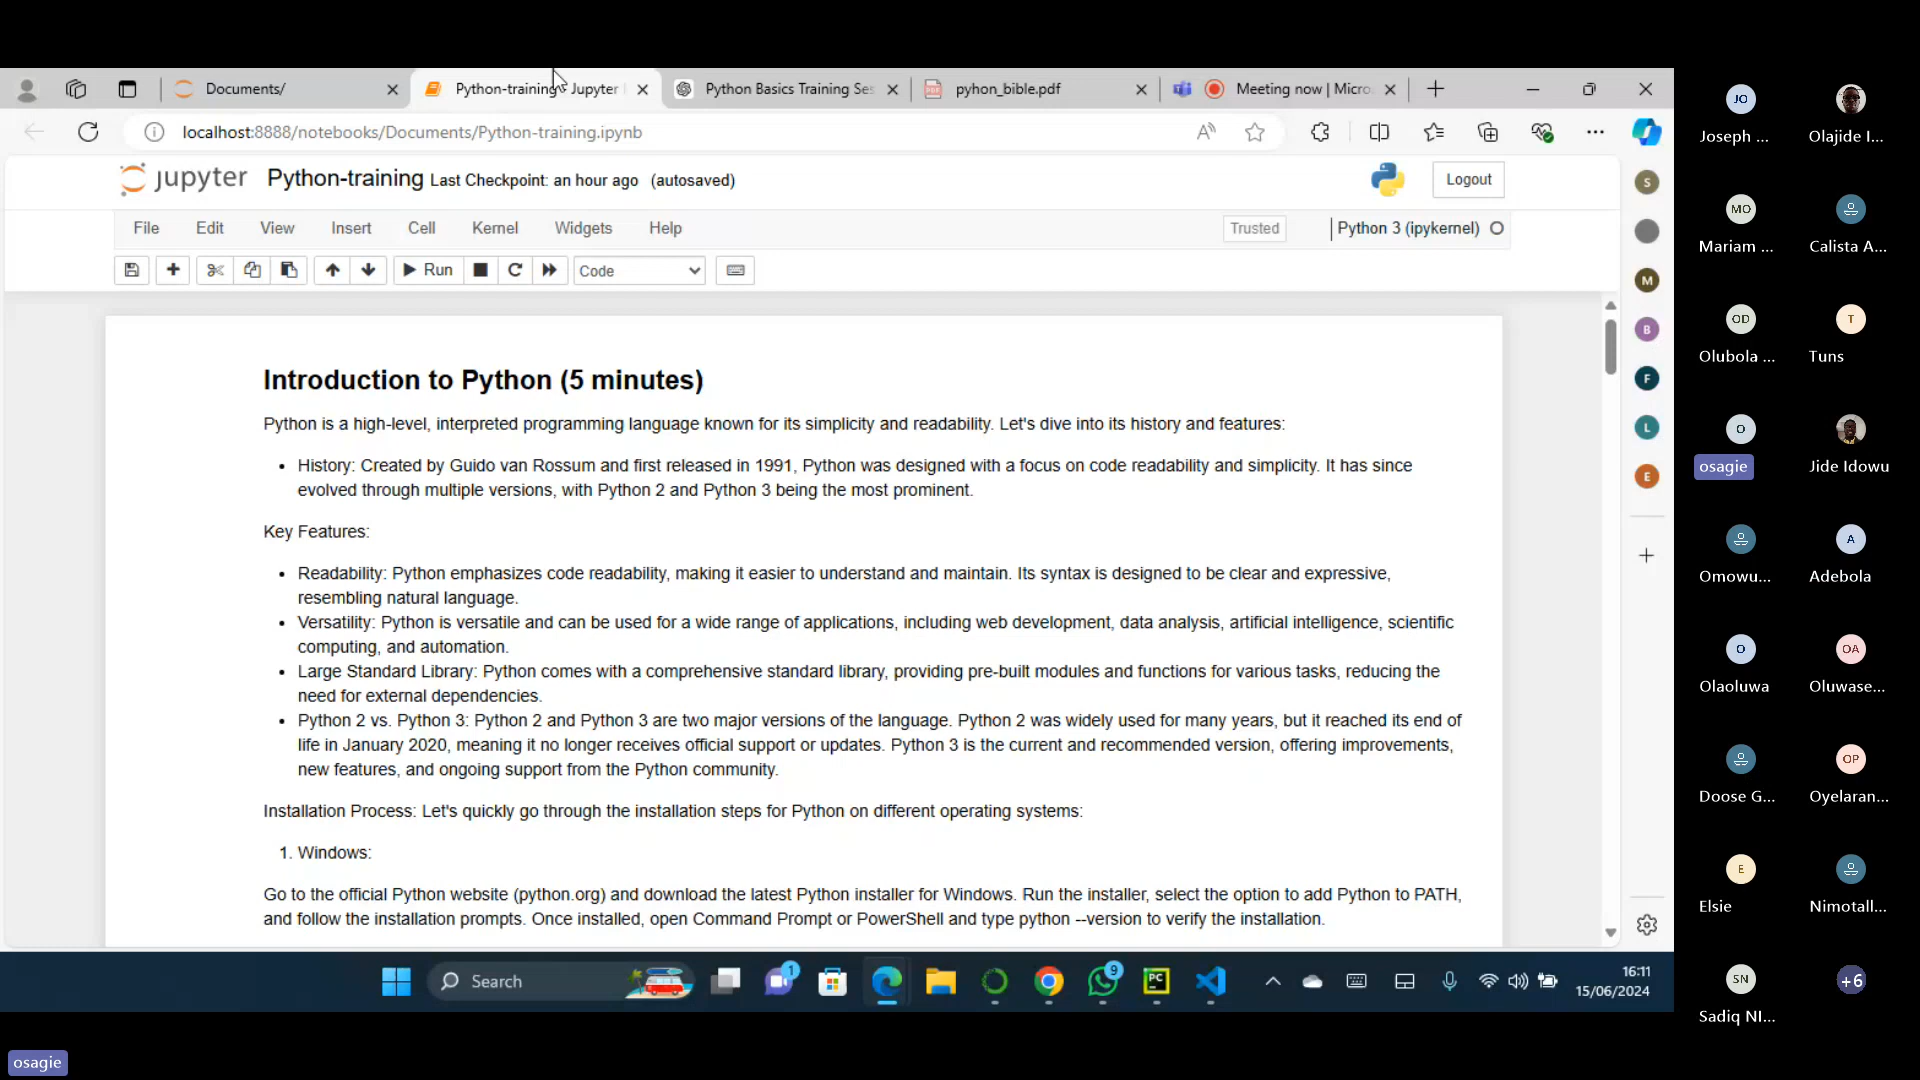 Documents/
Python-training - Jupyter
Python Basics Training Ses
pyhon_bible.pdf
Meeting now | Micro
localhost:8888/notebooks/Documents/Python-training.ipynb
jupyter Python-training Last Checkpoint: an hour ago (autosaved)
Logout
File Edit View Insert Cell Kernel Widgets Help
Trusted
Python 3 (ipykernel)
Run
Code
Introduction to Python (5 minutes)
Python is a high-level, interpreted programming language known for its simplicity and readability. Let's dive into its history and features:
• History: Created by Guido van Rossum and first released in 1991, Python was designed with a focus on code readability and simplicity. It has since
evolved through multiple versions, with Python 2 and Python 3 being the most prominent.
Key Features:
• Readability: Python emphasizes code readability, making it easier to understand and maintain. Its syntax is designed to be clear and expressive,
resembling natural language.
• Versatility: Python is versatile and can be used for a wide range of applications, including web development, data analysis, artificial intelligence, scientific
computing, and automation.
• Large Standard Library: Python comes with a comprehensive standard library, providing pre-built modules and functions for various tasks, reducing the
need for external dependencies.
• Python 2 vs. Python 3: Python 2 and Python 3 are two major versions of the language. Python 2 was widely used for many years, but it reached its end of
life in January 2020, meaning it no longer receives official support or updates. Python 3 is the current and recommended version, offering improvements,
new features, and ongoing support from the Python community.
Installation Process: Let's quickly go through the installation steps for Python on different operating systems:
1. Windows:
Go to the official Python website (python.org) and download the latest Python installer for Windows. Run the installer, select the option to add Python to PATH,
and follow the installation prompts. Once installed, open Command Prompt or PowerShell and type python --version to verify the installation.
S
M
B
F
L
E
Search
1
9
PC
16:11
15/06/2024
JO
Joseph ...
Olajide I...
MO
Mariam ...
Calista A...
OD
Olubola ...
T
Tuns
O
osagie
Jide Idowu
Omowu...
A
Adebola
O
Olaoluwa
OA
Oluwase...
Doose G...
OP
Oyelaran...
E
Elsie
Nimotall...
SN
Sadiq NI...
+6
osagie